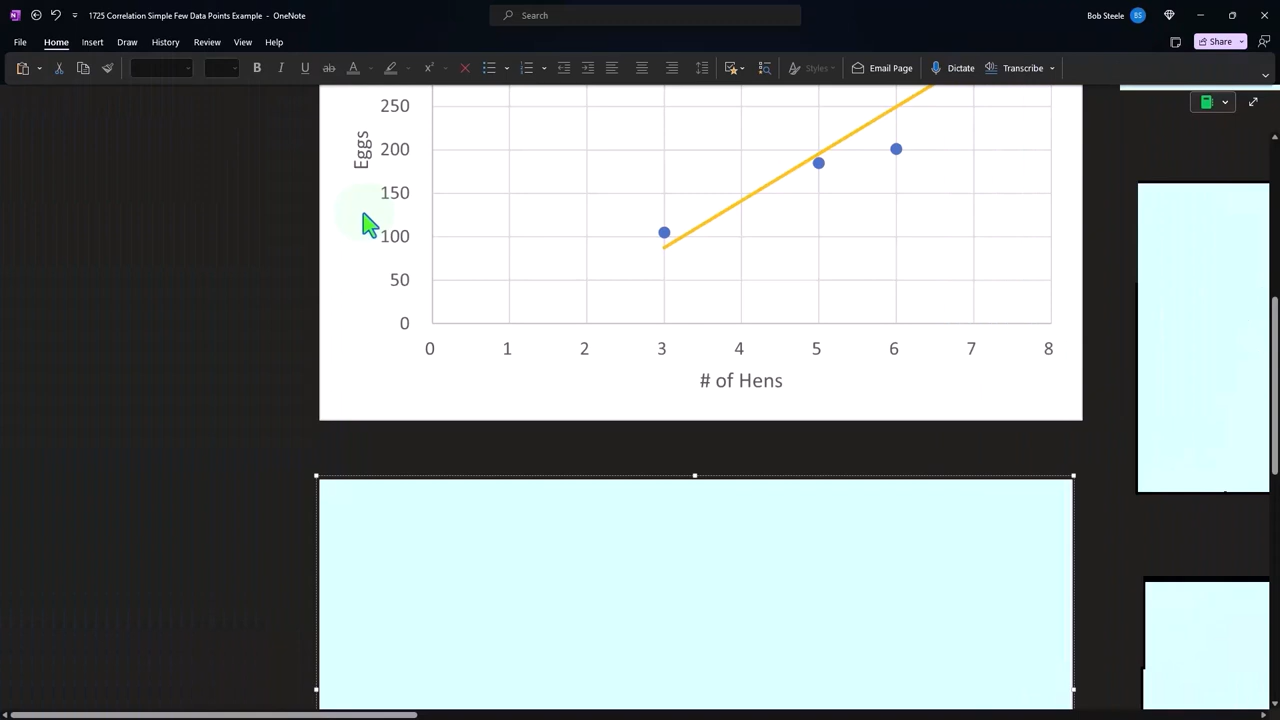 1725 Correlation Simple Few Data Points Example - OneNote
Search
Bob Steele
BS
File Home Insert Draw History Review View Help
Share
Email Page
Dictate
Transcribe
Styles
250
200
150
100
50
0
Eggs
0 1 2 3 4 5 6 7 8
# of Hens